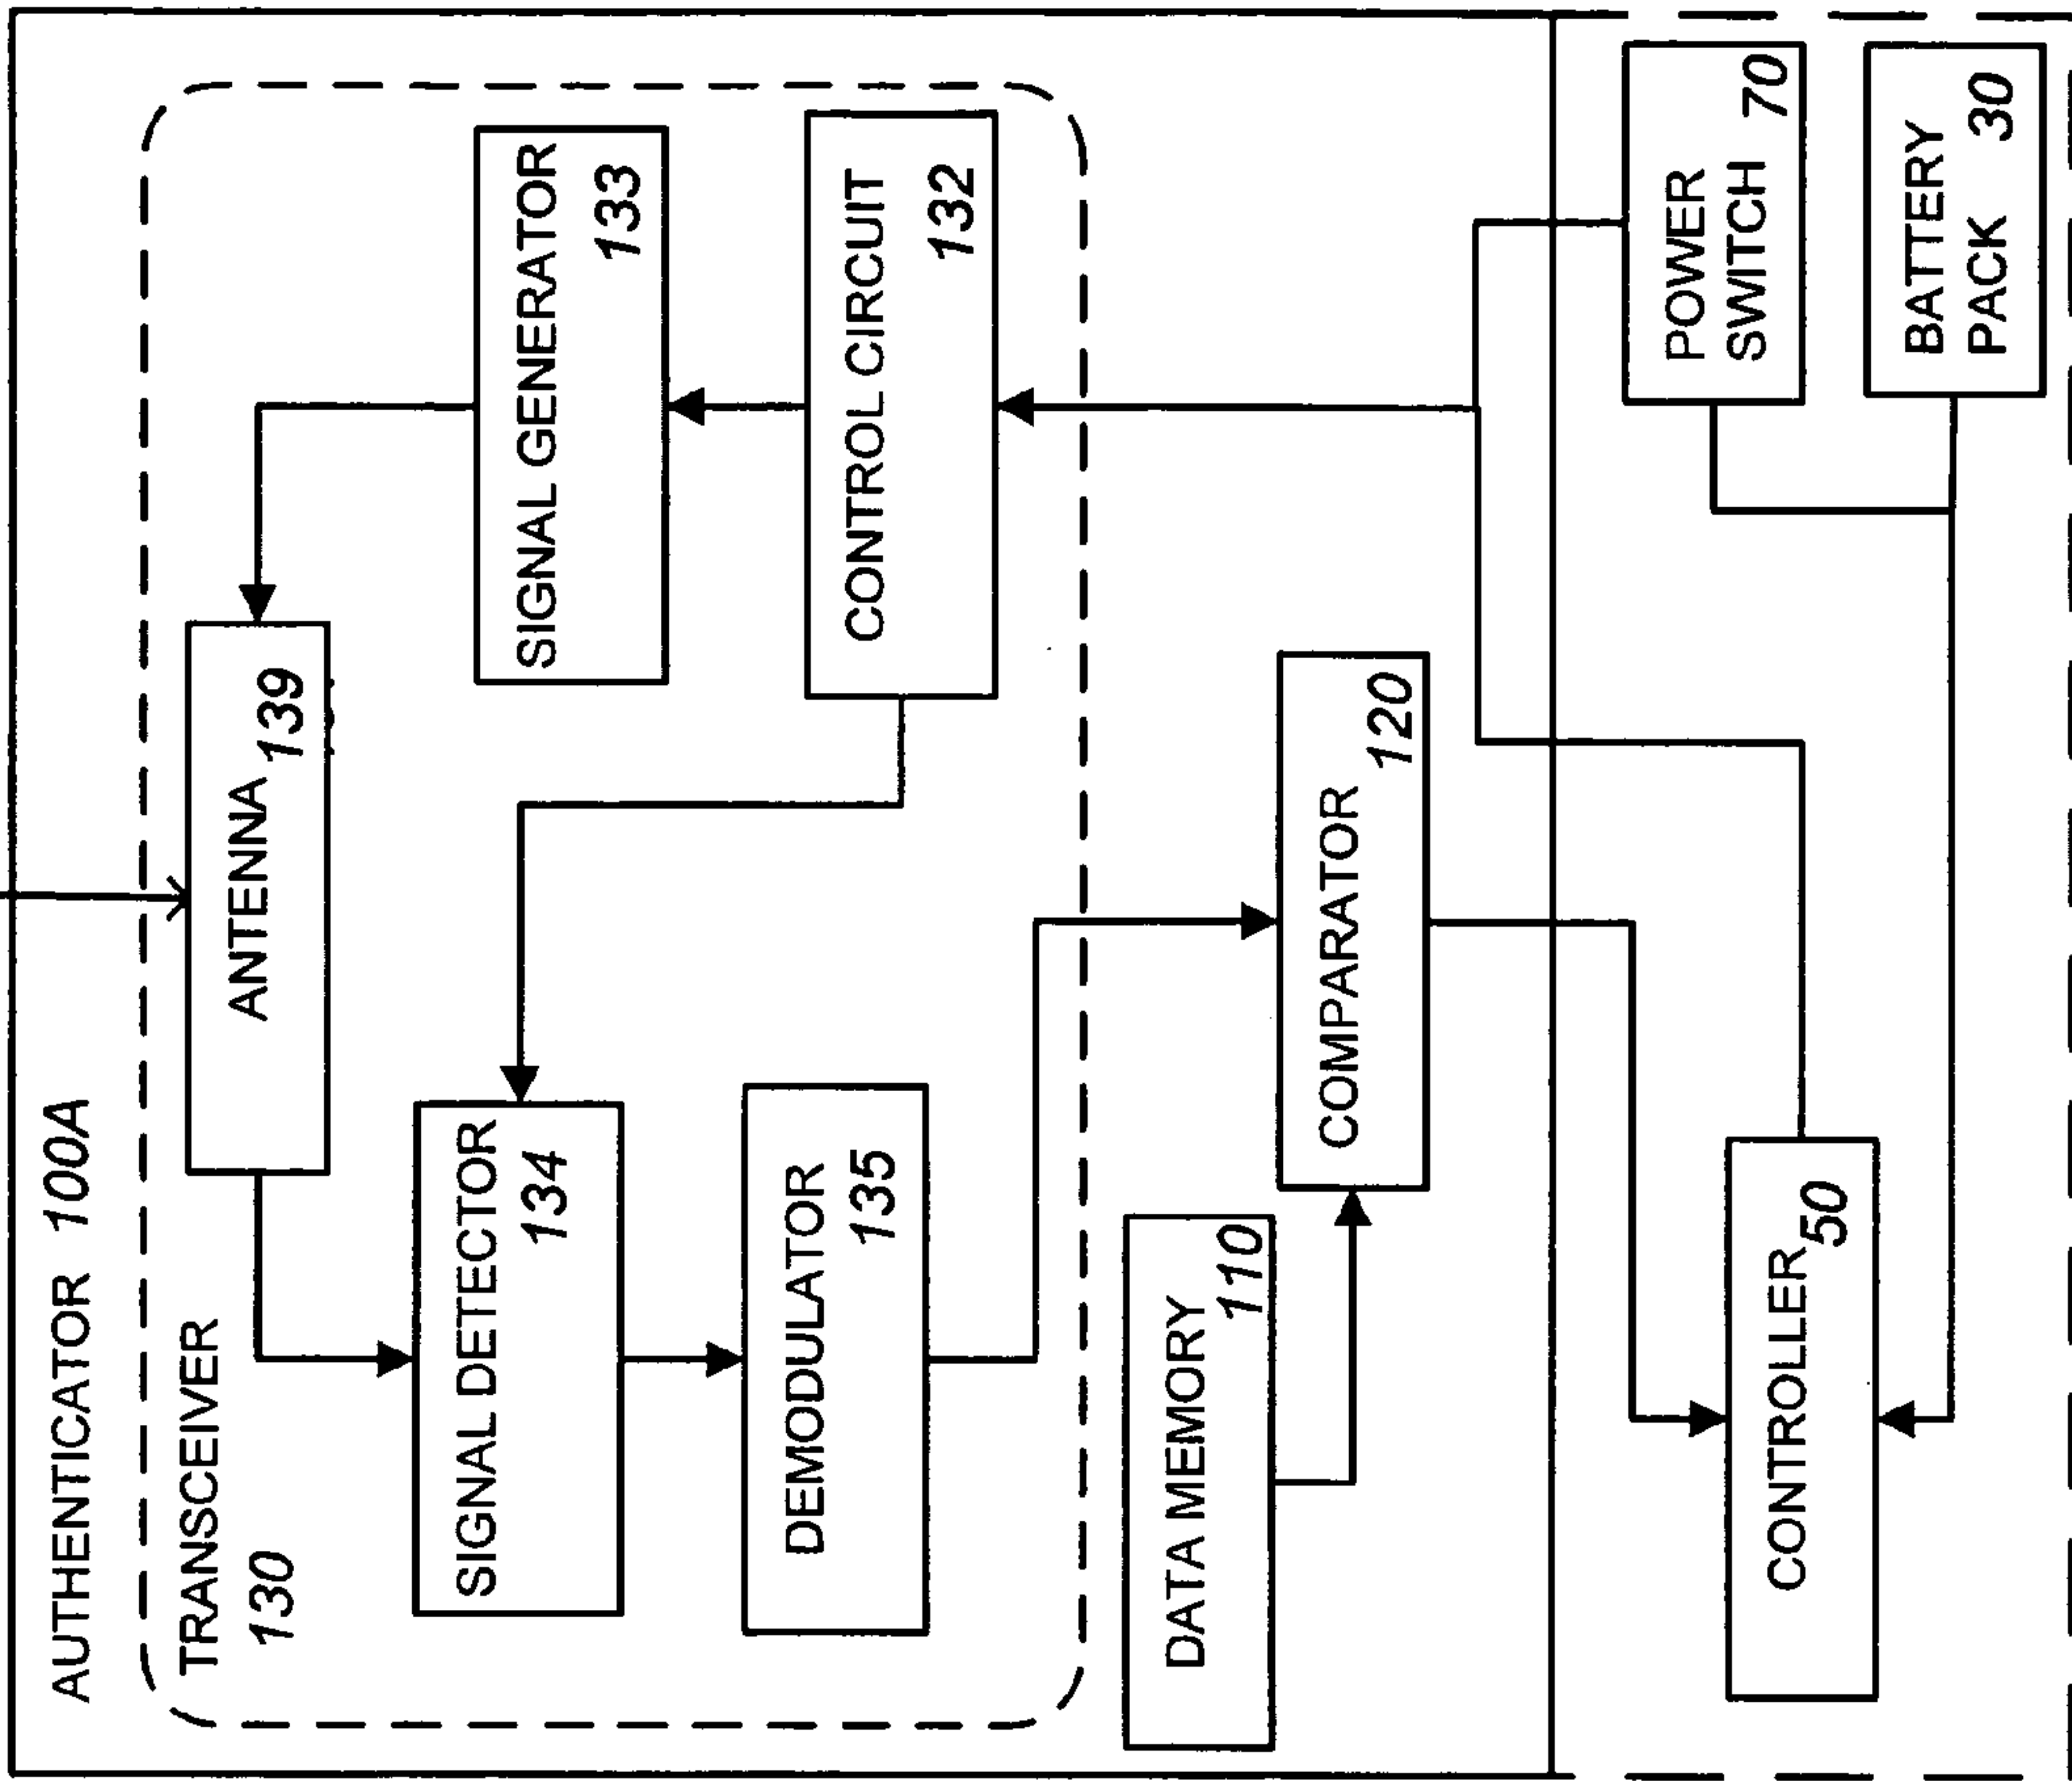 AUTHENTICATOR 100A
TRANSCEIVER
130
ANTENNA
139
SIGNAL DETECTOR
134
SIGNAL GENERATOR
133
DEMODULATOR
135
CONTROL CIRCUIT
132
DATA MEMORY
110
COMPARATOR
120
CONTROLLER
50
POWER
SWITCH 70
BATTERY
PACK 30